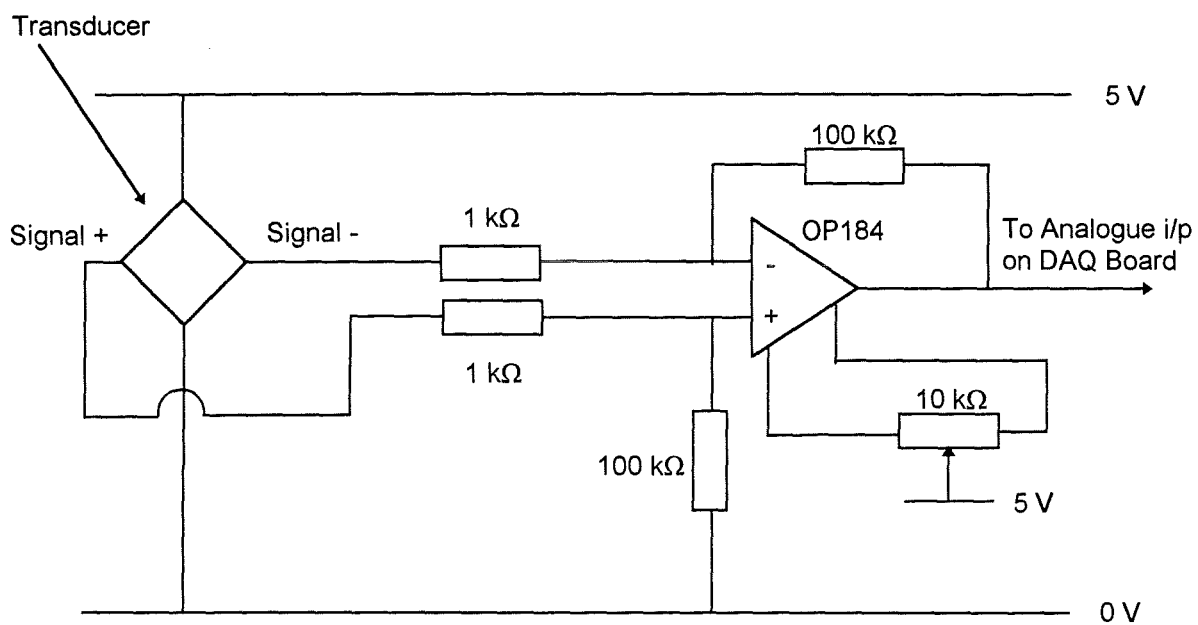 Transducer
5 V
100 kΩ
Signal +
Signal -
1 kΩ
OP184
To Analogue i/p
on DAQ Board
-
+
1 kΩ
10 kΩ
100 kΩ
5 V
0 V